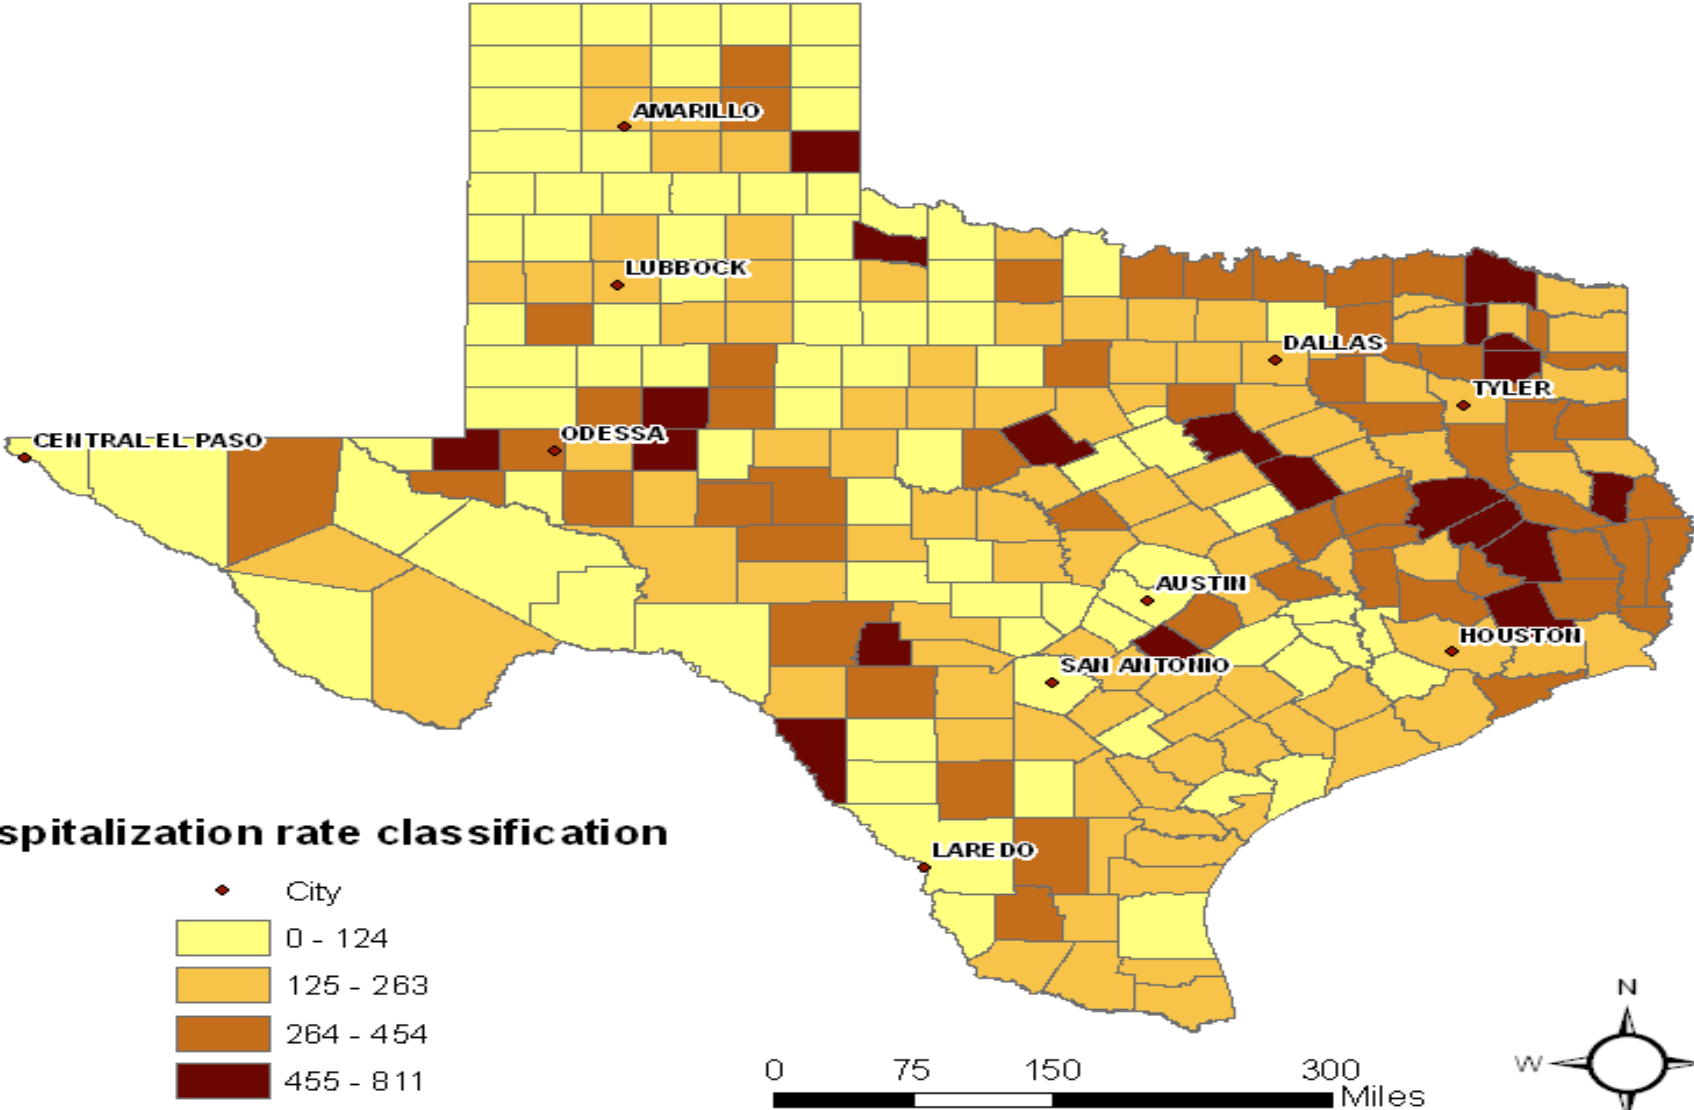 AMARILLO
LUBBOCK
DALLAS
TYLER
CENTRAL EL PASO
ODESSA
AUSTIN
HOUSTON
SAN ANTONIO
LAREDO
spitalization rate classification
City
0 - 124
125 - 263
264 - 454
455 - 811
0 75 150 300
Miles
N
W